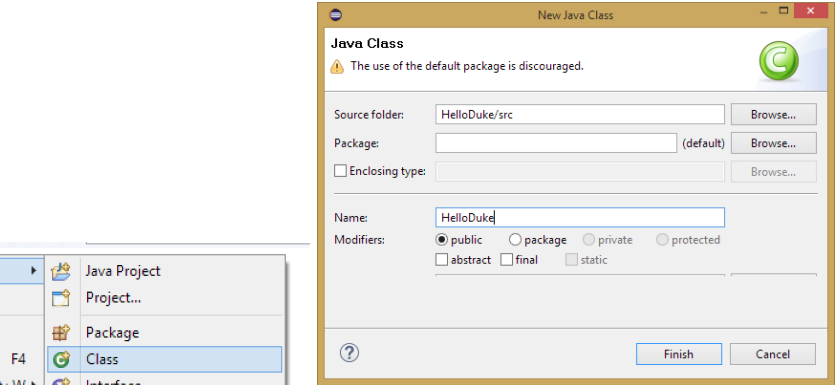 Java Project
Project...
Package
F4 Class
New Java Class
Java Class
The use of the default package is discouraged.
Source folder: HelloDuke/src Browse...
Package: (default) Browse...
Enclosing type: Browse...
Name: HelloDuke
Modifiers: public package private protected
abstract final static
? Finish Cancel